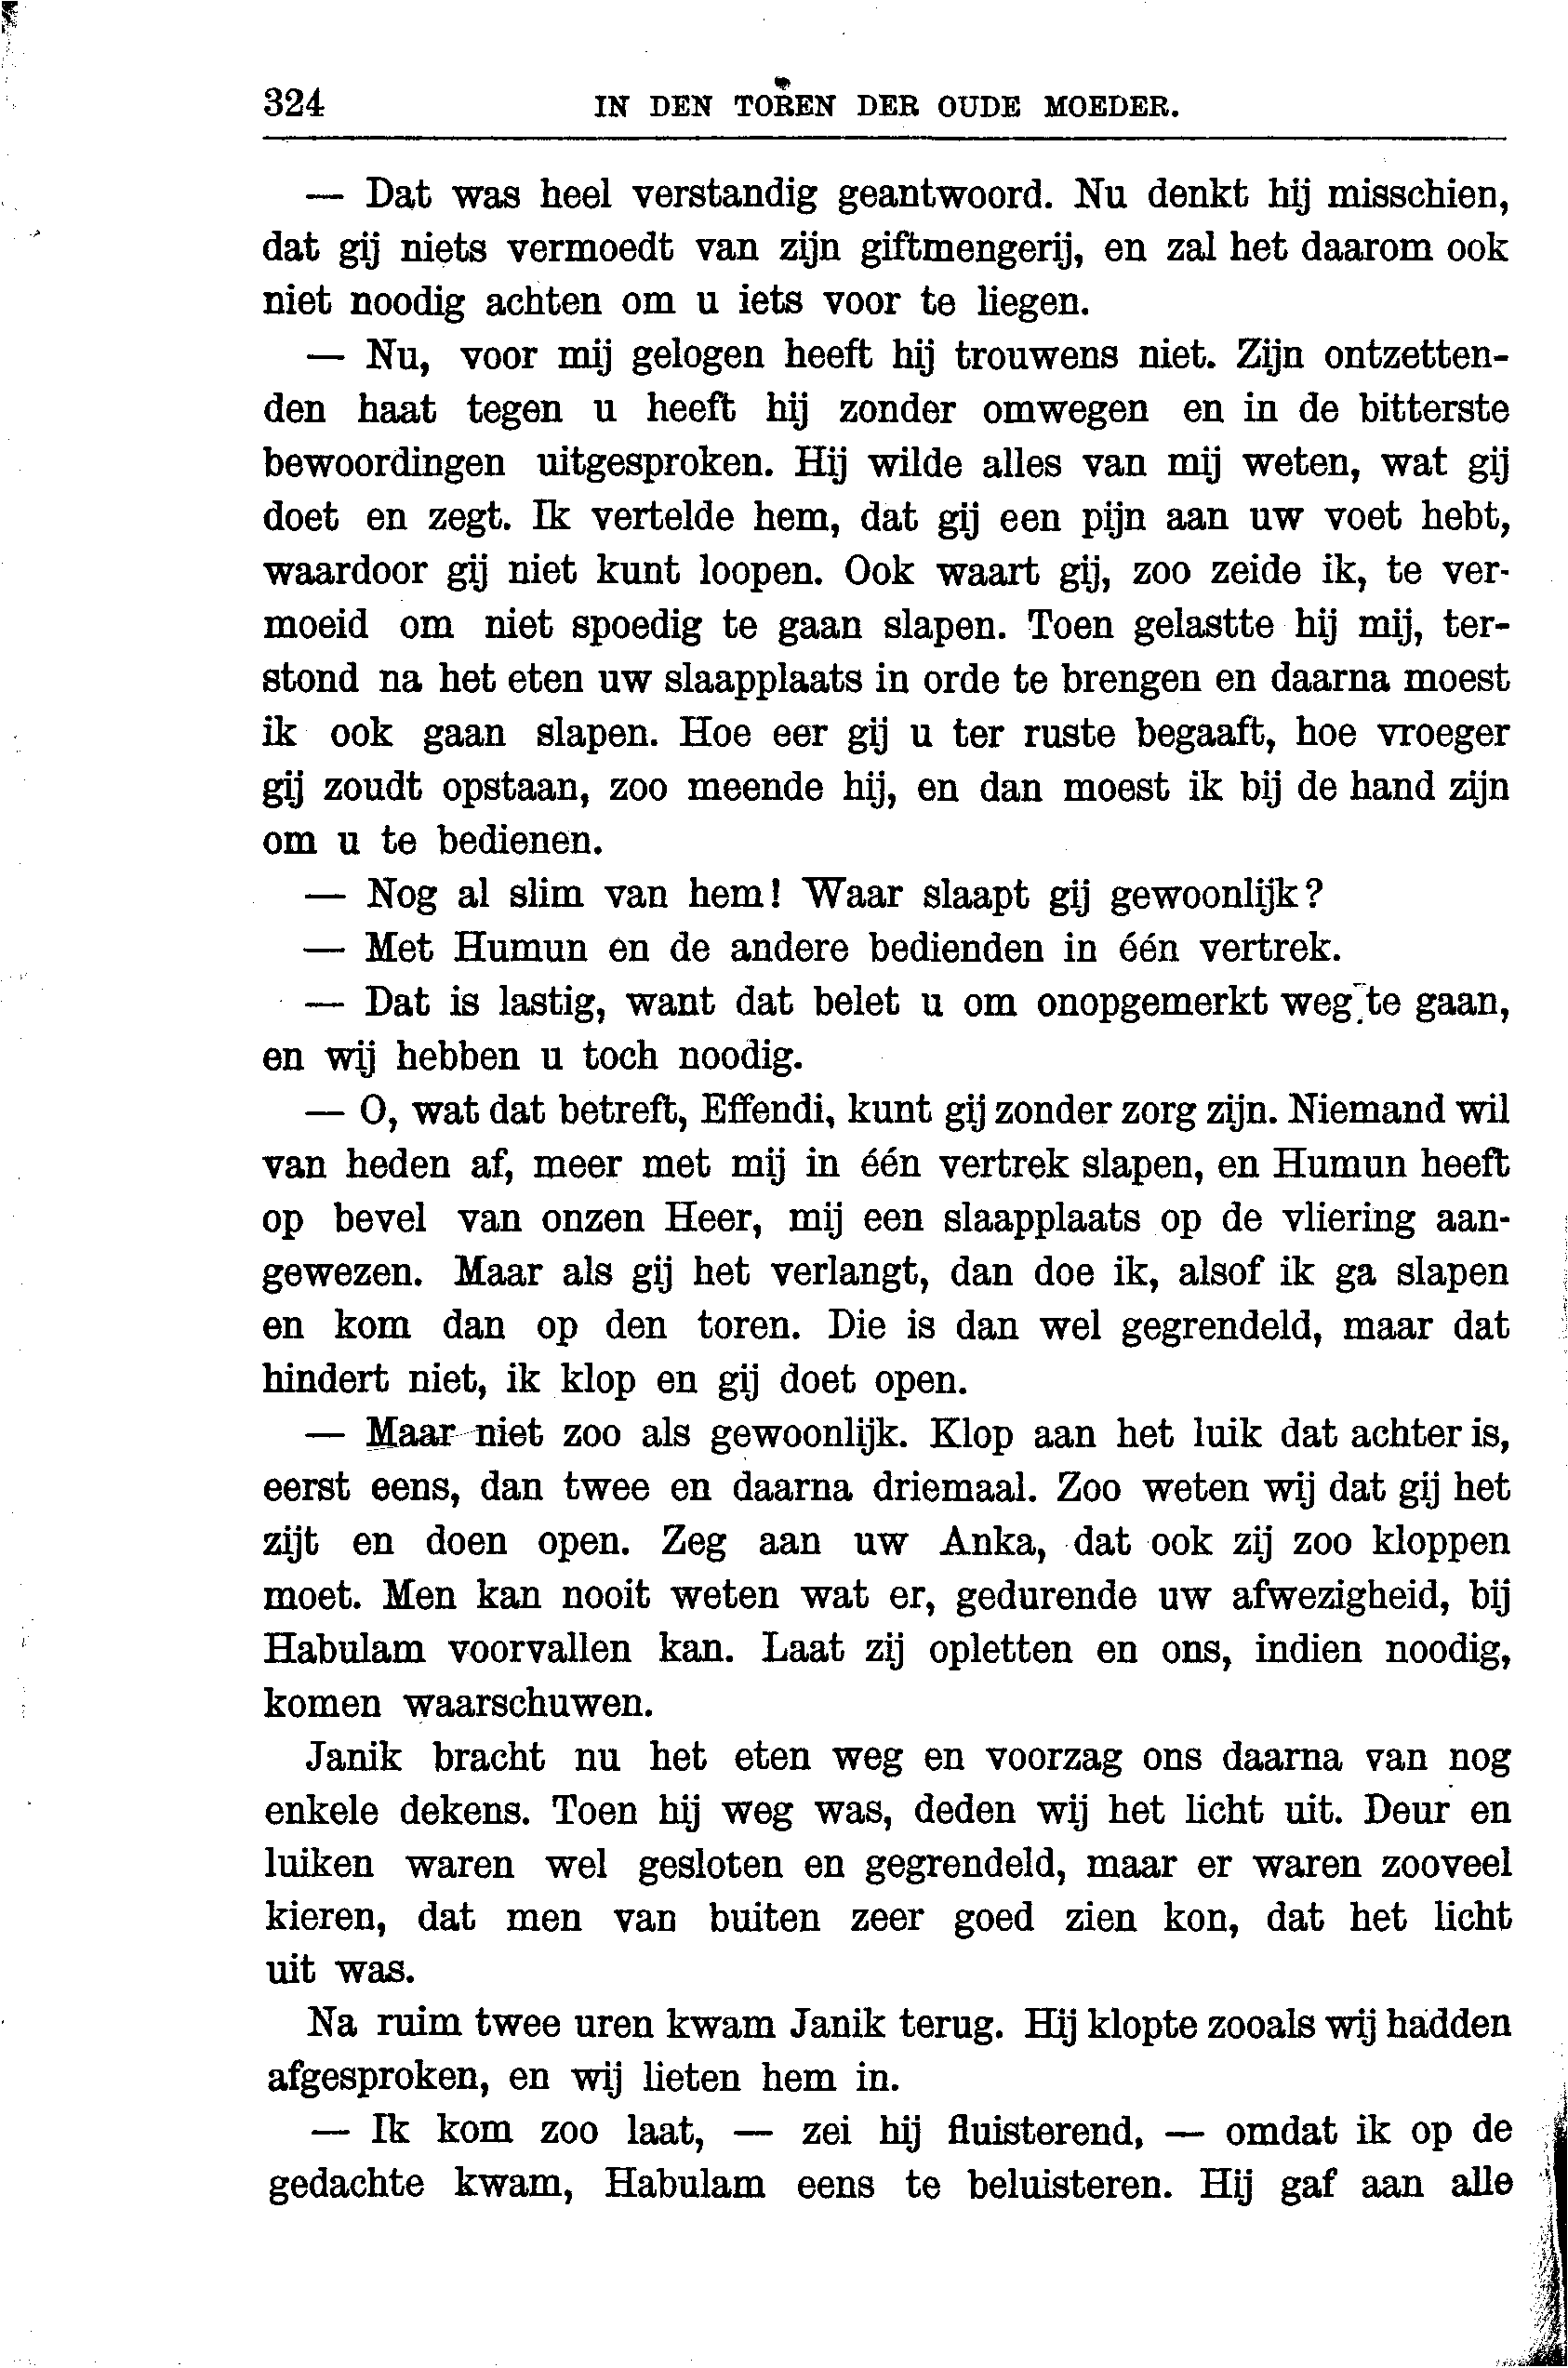 324 IN DEN TOREN DER OUDE MOEDER.
— Dat was heel verstandig geantwoord. Nu denkt hij misschien,
dat gij niets vermoedt van zijn giftmengerij, en zal het daarom ook
niet noodig achten om u iets voor te liegen.
— Nu, voor mij gelogen heeft hij trouwens niet. Zijn ontzetten-
den haat tegen u heeft hij zonder omwegen en in de bitterste
bewoordingen uitgesproken. Hij wilde alles van mij weten, wat gij
doet en zegt. Ik vertelde hem, dat gij een pijn aan uw voet hebt,
waardoor gij niet kunt loopen. Ook waart gij, zoo zeide ik, te ver-
moeid om niet spoedig te gaan slapen. Toen gelastte hij mij, ter-
stond na het eten uw slaapplaats in orde te brengen en daarna moest
ik ook gaan slapen. Hoe eer gij u ter ruste begaaft, hoe vroeger
gij zoudt opstaan, zoo meende hij, en dan moest ik bij de hand zijn
om u te bedienen.
— Nog al slim van hem! Waar slaapt gij gewoonlijk?
— Met Humun en de andere bedienden in één vertrek.
— Dat is lastig, want dat belet u om onopgemerkt weg te gaan,
en wij hebben u toch noodig.
— O, wat dat betreft, Effendi, kunt gij zonder zorg zijn. Niemand wil
van heden af, meer met mij in één vertrek slapen, en Humun heeft
op bevel van onzen Heer, mij een slaapplaats op de vliering aan-
gewezen. Maar als gij het verlangt, dan doe ik, alsof ik ga slapen
en kom dan op den toren. Die is dan wel gegrendeld, maar dat
hindert niet, ik klop en gij doet open.
— Maar niet zoo als gewoonlijk. Klop aan het luik dat achter is,
eerst eens, dan twee en daarna driemaal. Zoo weten wij dat gij het
zijt en doen open. Zeg aan uw Anka, dat ook zij zoo kloppen
moet. Men kan nooit weten wat er, gedurende uw afwezigheid, bij
Habulam voorvallen kan. Laat zij opletten en ons, indien noodig,
komen waarschuwen.
Janik bracht nu het eten weg en voorzag ons daarna van nog
enkele dekens. Toen hij weg was, deden wij het licht uit. Deur en
luiken waren wel gesloten en gegrendeld, maar er waren zooveel
kieren, dat men van buiten zeer goed zien kon, dat het licht
uit was.
Na ruim twee uren kwam Janik terug. Hij klopte zooals wij hadden
afgesproken, en wij lieten hem in.
— Ik kom zoo laat, — zei hij fluisterend, — omdat ik op de
gedachte kwam, Habulam eens te beluisteren. Hij gaf aan alle